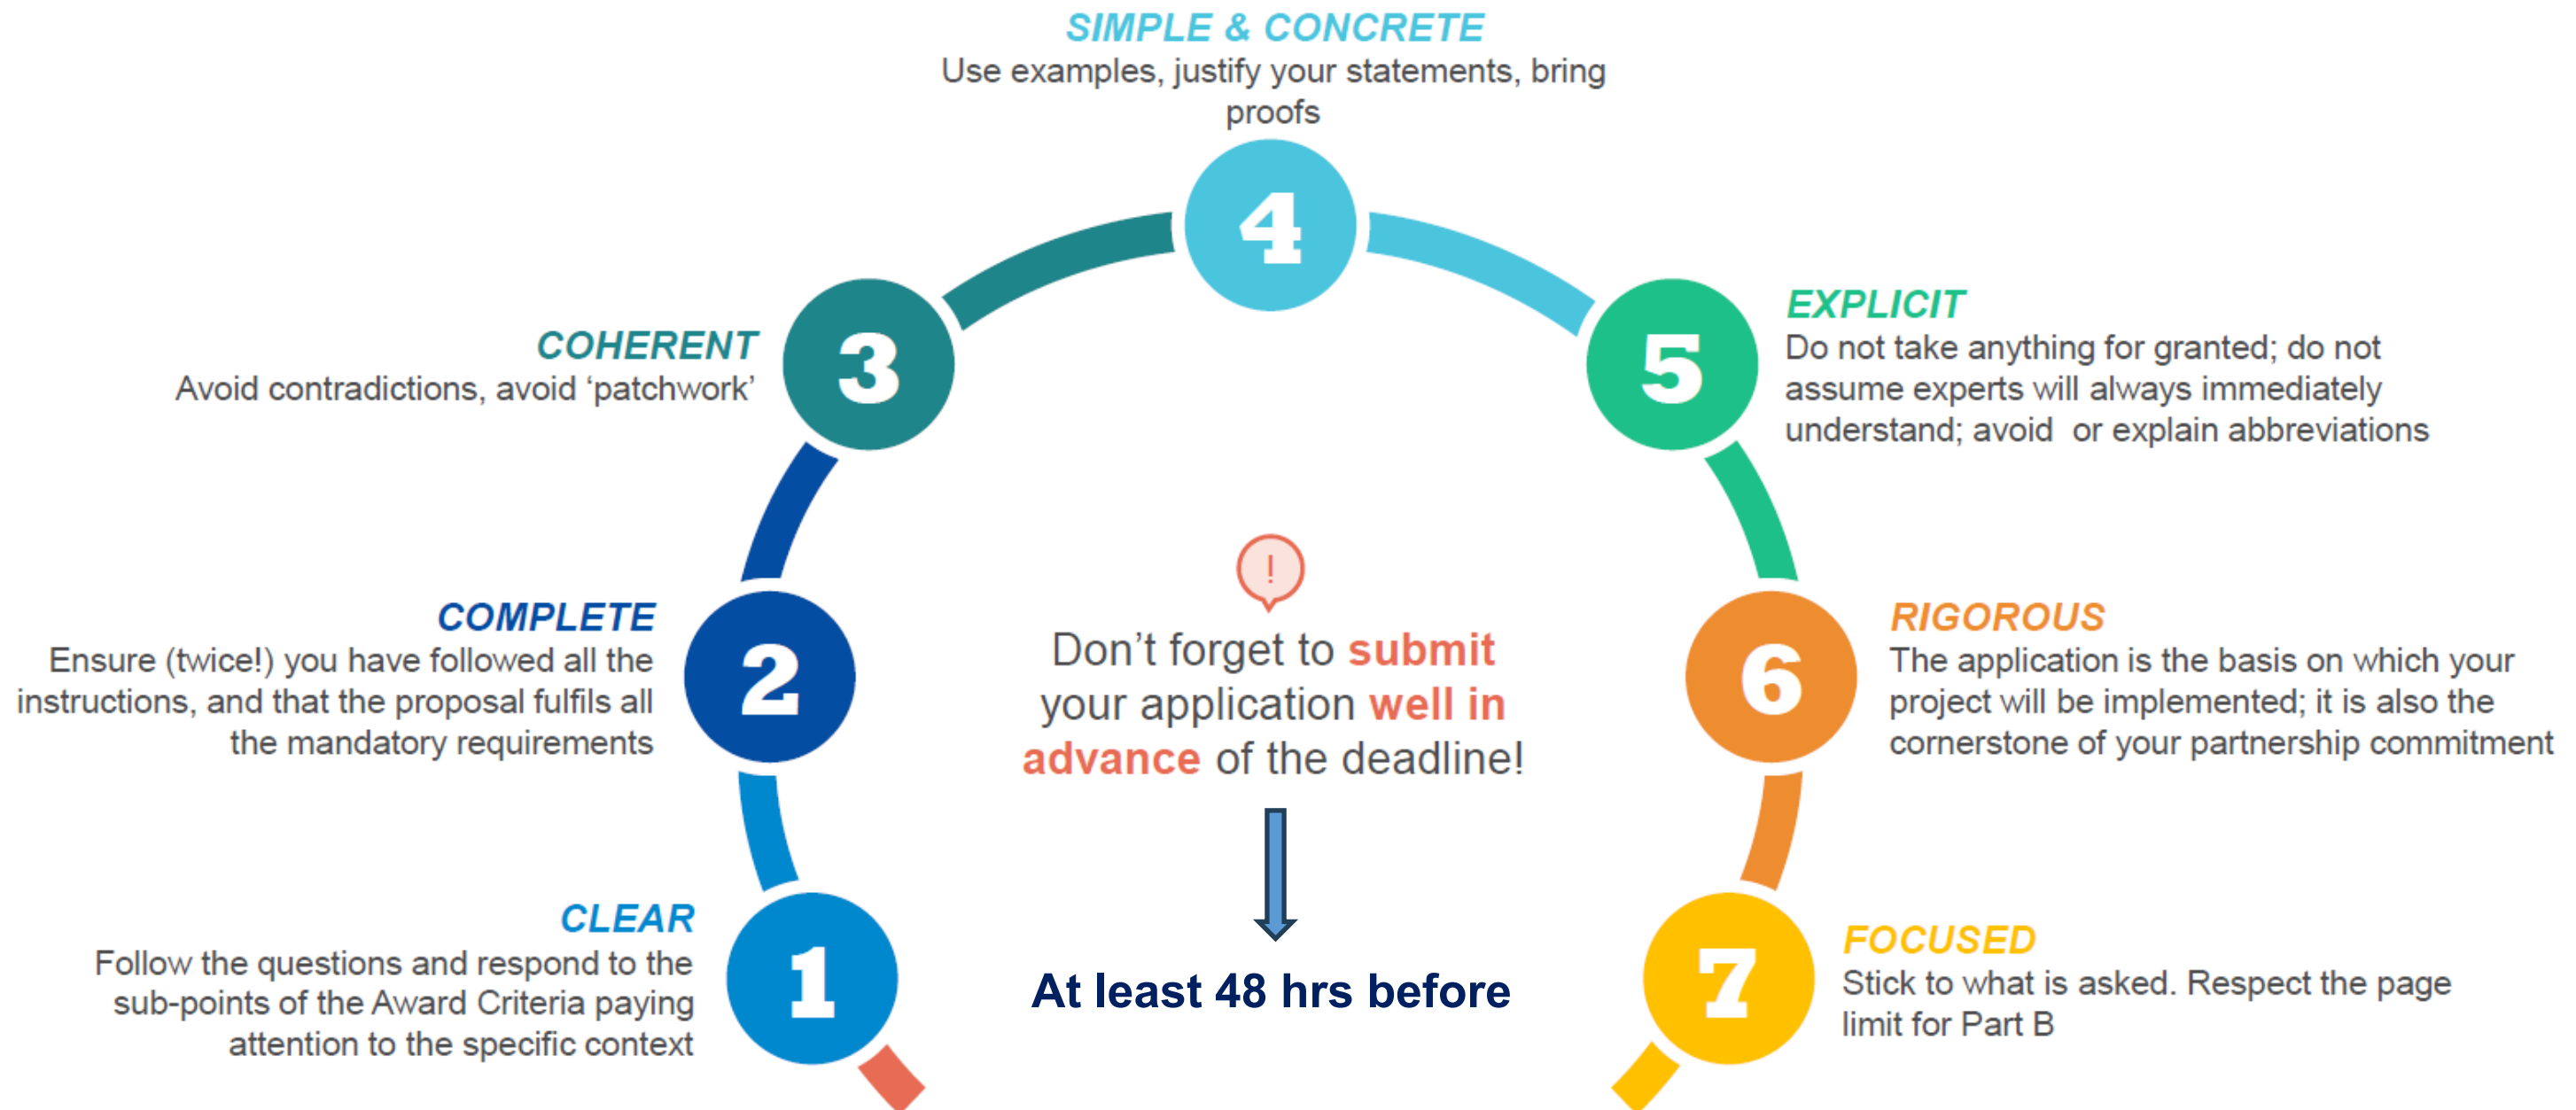 SIMPLE & CONCRETE
Use examples, justify your statements, bring
proofs
4
3
COHERENT
Avoid contradictions, avoid ‘patchwork’
5
EXPLICIT
Do not take anything for granted; do not
assume experts will always immediately
understand; avoid  or explain abbreviations
2
COMPLETE
Ensure (twice!) you have followed all the
instructions, and that the proposal fulfils all
the mandatory requirements
!
Don’t forget to submit
your application well in
advance of the deadline!
At least 48 hrs before
6
RIGOROUS
The application is the basis on which your
project will be implemented; it is also the
cornerstone of your partnership commitment
1
CLEAR
Follow the questions and respond to the
sub-points of the Award Criteria paying
attention to the specific context
7
FOCUSED
Stick to what is asked. Respect the page
limit for Part B